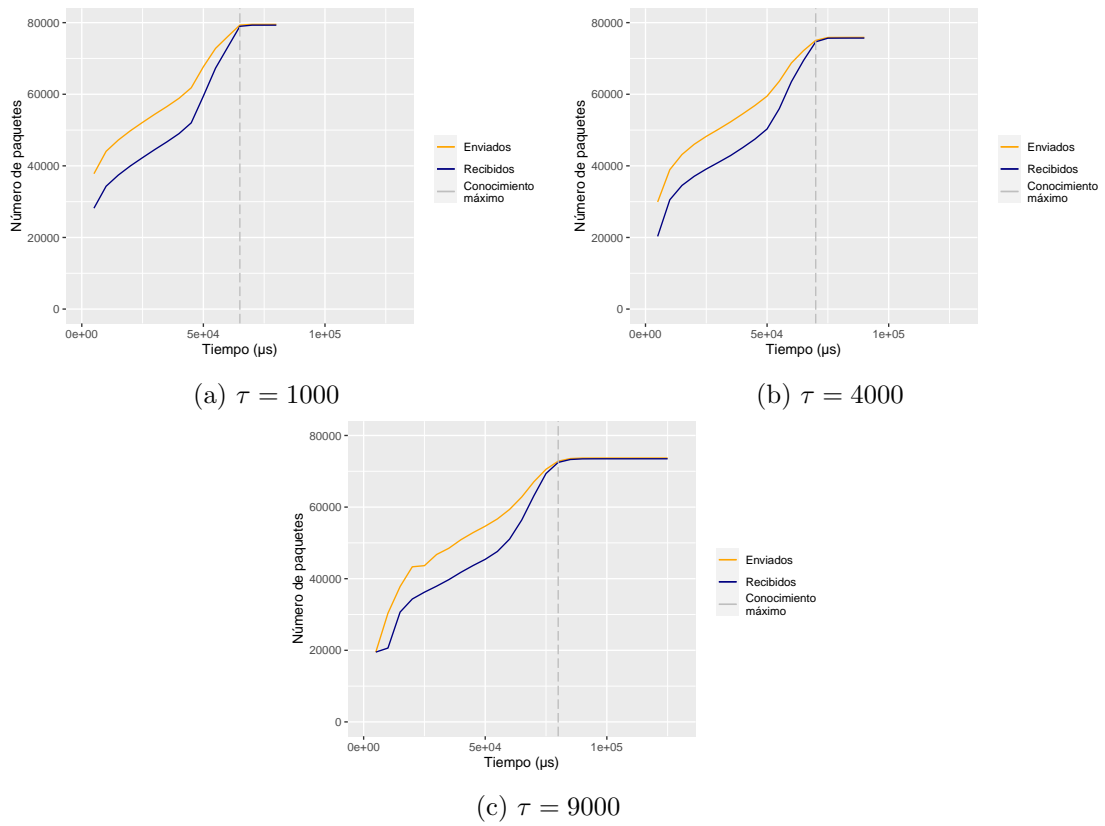 80000
60000
40000
20000
0
Número de paquetes
0e+00
5e+04
1e+05
Tiempo (µs)
Enviados
Recibidos
Conocimiento
máximo
(a) τ = 1000
80000
60000
40000
20000
0
Número de paquetes
0e+00
5e+04
1e+05
Tiempo (µs)
Enviados
Recibidos
Conocimiento
máximo
(b) τ = 4000
80000
60000
40000
20000
0
Número de paquetes
0e+00
5e+04
1e+05
Tiempo (µs)
Enviados
Recibidos
Conocimiento
máximo
(c) τ = 9000